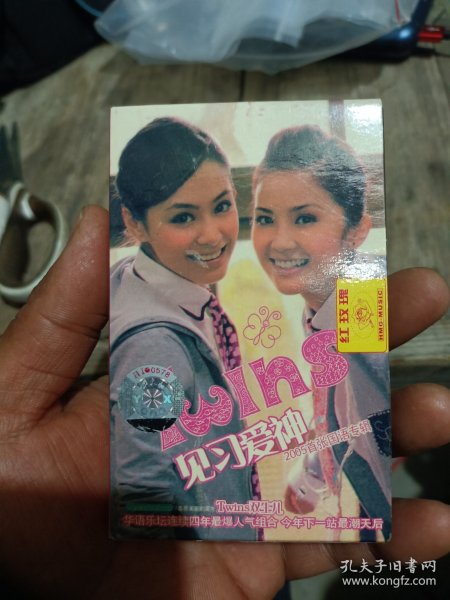 红玫瑰
HMG MUSIC
Twins
见习爱神
2005首张国语专辑
Twins双生儿
华语乐坛连续四年最爆人气组合 今年下一站最潮天后
孔夫子旧书网
www.kongfz.com